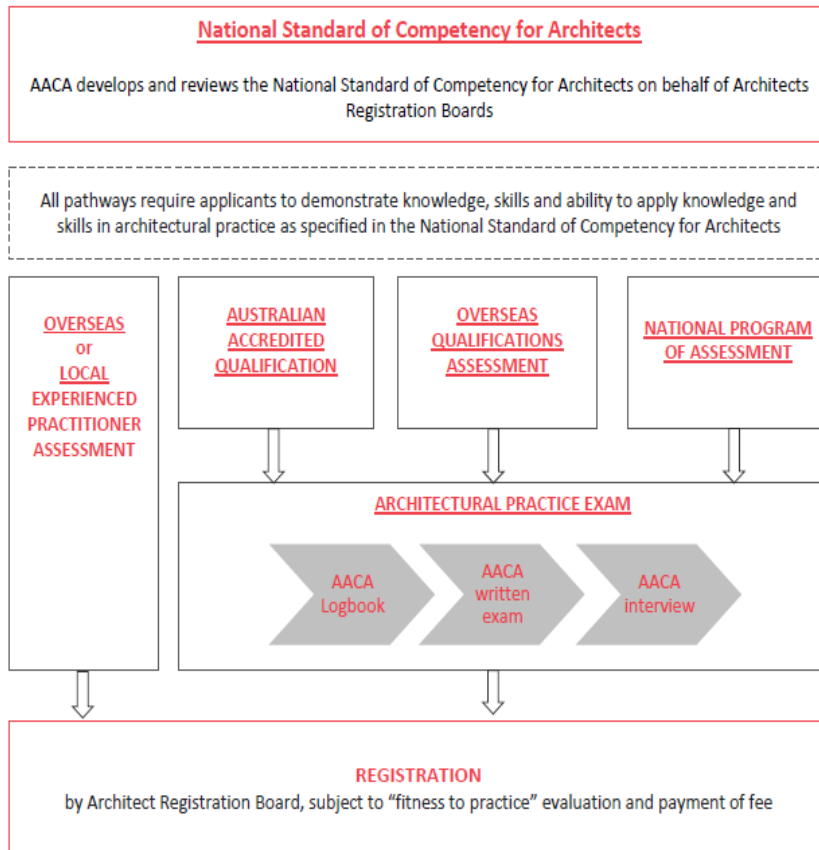 National Standard of Competency for Architects
AACA develops and reviews the National Standard of Competency for Architects on behalf of Architects
Registration Boards
All pathways require applicants to demonstrate knowledge, skills and ability to apply knowledge and
skills in architectural practice as specified in the National Standard of Competency for Architects
OVERSEAS
or
LOCAL
EXPERIENCED
PRACTITIONER
ASSESSMENT
AUSTRALIAN
ACCREDITED
QUALIFICATION
OVERSEAS
QUALIFICATIONS
ASSESSMENT
NATIONAL PROGRAM
OF ASSESSMENT
ARCHITECTURAL PRACTICE EXAM
AACA
Logbook
AACA
written
exam
AACA
interview
REGISTRATION
by Architect Registration Board, subject to “fitness to practice” evaluation and payment of fee